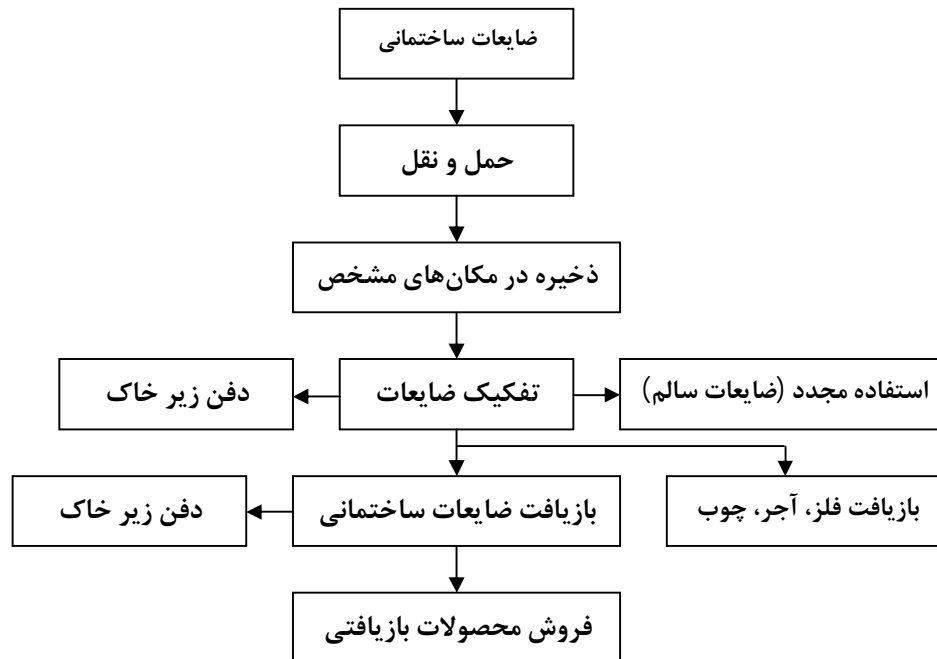 ضایعات ساختمانی
حمل و نقل
ذخیره در مکان‌های مشخص
استفاده مجدد (ضایعات سالم)
تفکیک ضایعات
دفن زیر خاک
بازیافت فلز، آجر، چوب
بازیافت ضایعات ساختمانی
دفن زیر خاک
فروش محصولات بازیافتی